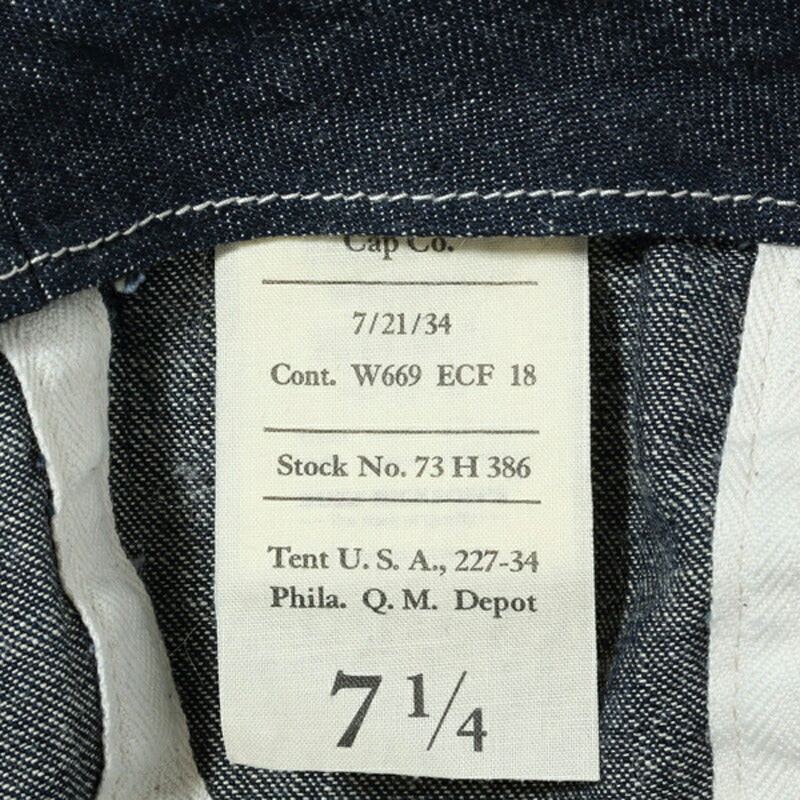 Cap Co.
7/21/34
Cont. W669 ECF 18
Stock No. 73 H 386
Tent U. S. A., 227-34
Phila. Q. M. Depot
7 1/4